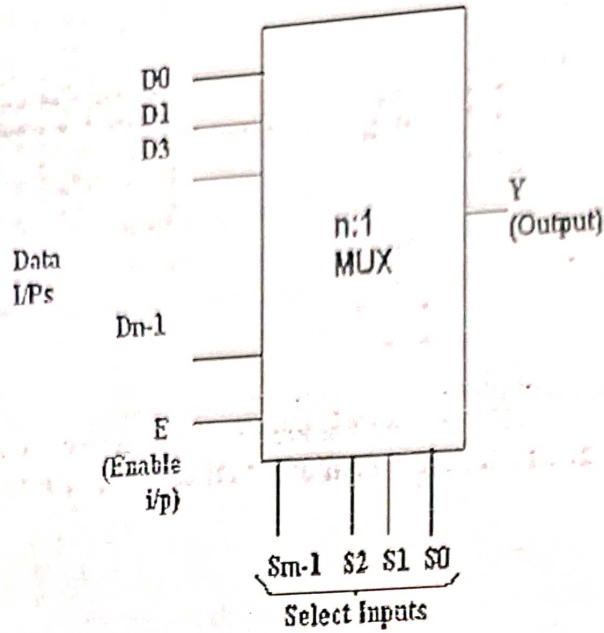 D0
D1
D3
n:1
MUX
Y
(Output)
Data
I/Ps
Dn-1
E
(Enable
i/p)
Sm-1 S2 S1 S0
Select Inputs